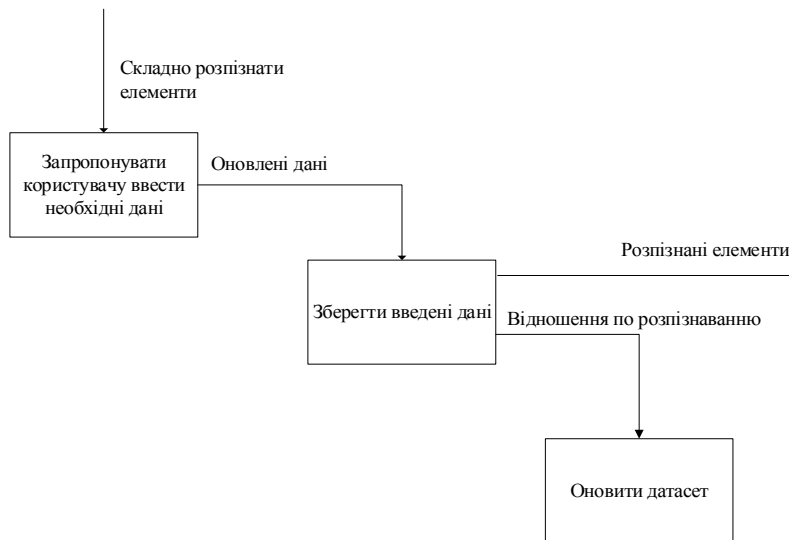 Складно розпізнати
елементи
Запропонувати
користувачу ввести
необхідні дані
Оновлені дані
Розпізнані елементи
Зберегти введені дані
Відношення по розпізнаванню
Оновити датасет